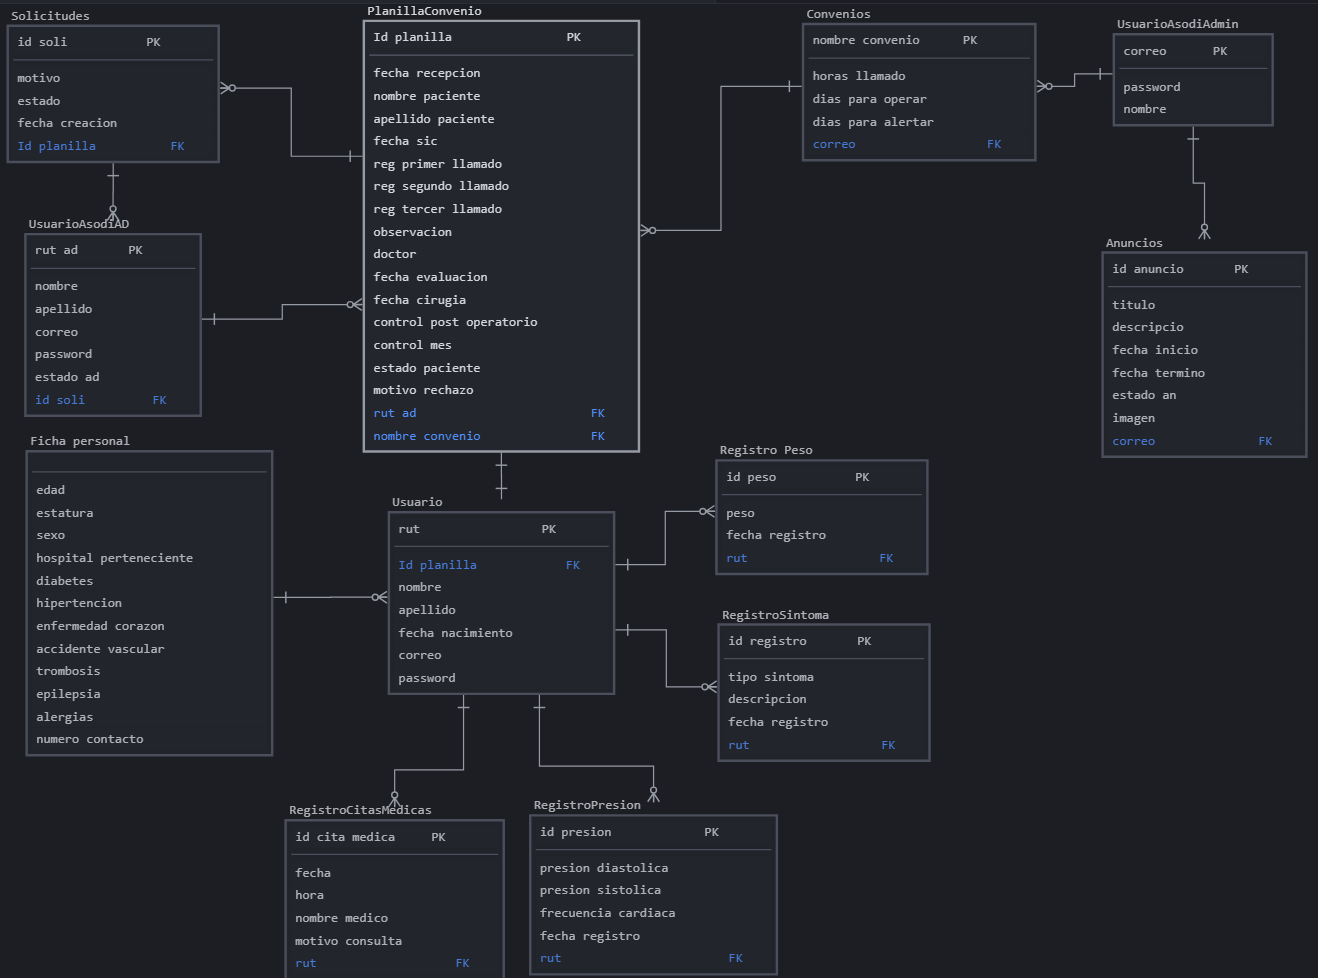 Solicitudes
id soli PK
motivo
estado
fecha creacion
Id planilla FK
PlanillaConvenio
Id planilla PK
fecha recepcion
nombre paciente
apellido paciente
fecha sic
reg primer llamado
reg segundo llamado
reg tercer llamado
observacion
doctor
fecha evaluacion
fecha cirugia
control post operatorio
control mes
estado paciente
motivo rechazo
rut ad FK
nombre convenio FK
Convenios
nombre convenio PK
horas llamado
dias para operar
dias para alertar
correo FK
UsuarioAsodiAdmin
correo PK
password
nombre
UsuarioAsodiAD
rut ad PK
nombre
apellido
correo
password
estado ad
id soli FK
Anuncios
id anuncio PK
titulo
descripcio
fecha inicio
fecha termino
estado an
imagen
correo FK
Ficha personal
edad
estatura
sexo
hospital perteneciente
diabetes
hipertencion
enfermedad corazon
accidente vascular
trombosis
epilepsia
alergias
numero contacto
Usuario
rut PK
Id planilla FK
nombre
apellido
fecha nacimiento
correo
password
Registro Peso
id peso PK
peso
fecha registro
rut FK
RegistroSintoma
id registro PK
tipo sintoma
descripcion
fecha registro
rut FK
RegistroCitasMedicas
id cita medica PK
fecha
hora
nombre medico
motivo consulta
rut FK
RegistroPresion
id presion PK
presion diastolica
presion sistolica
frecuencia cardiaca
fecha registro
rut FK